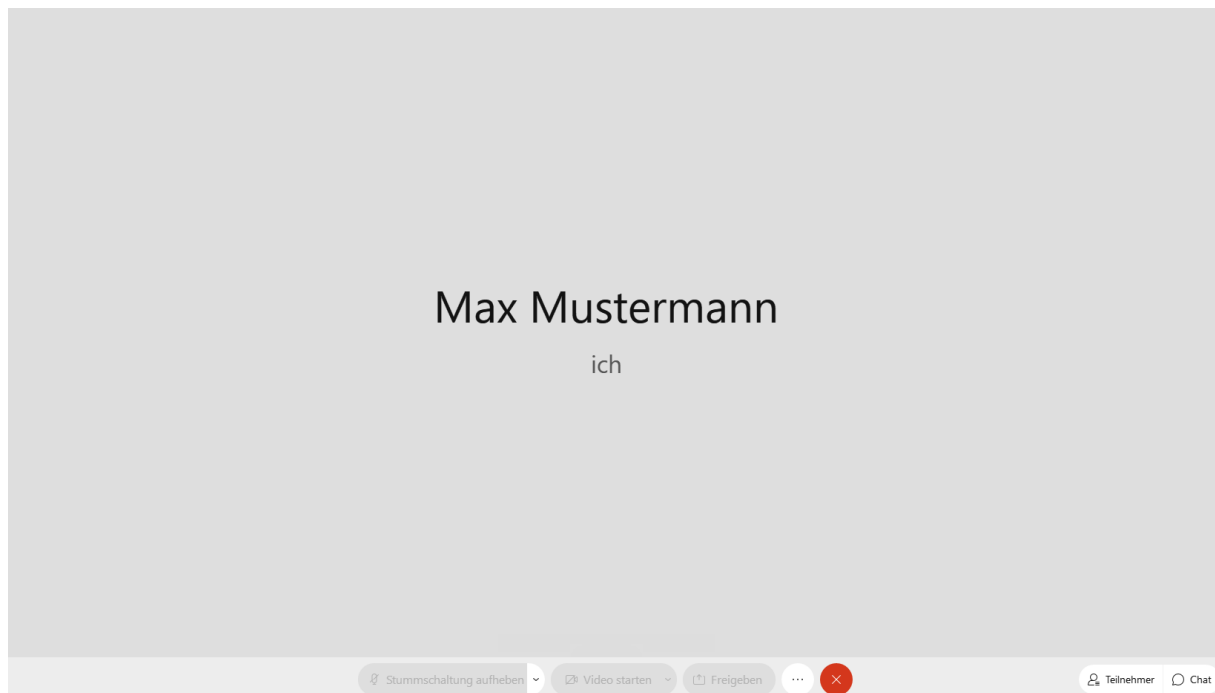 Max Mustermann
ich
Stummschaltung aufheben
Video starten
Freigeben
Teilnehmer
Chat